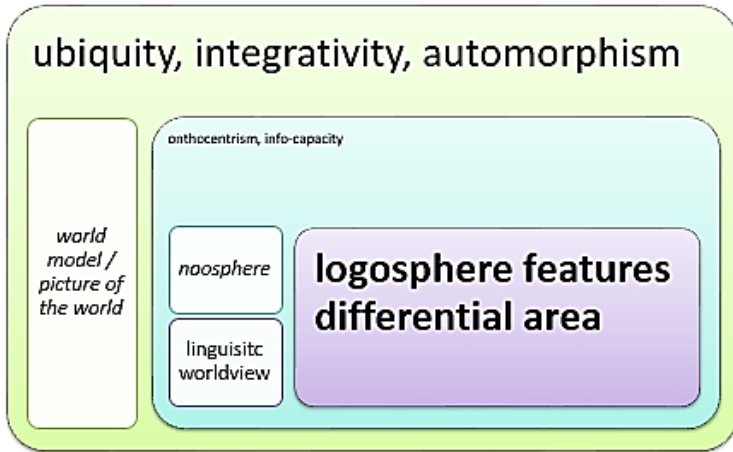 ubiquity, integrativity, automorphism
onthocentrism, info-capacity
world
model /
picture of
the world
noosphere
linguisitc
worldview
logosphere features
differential area